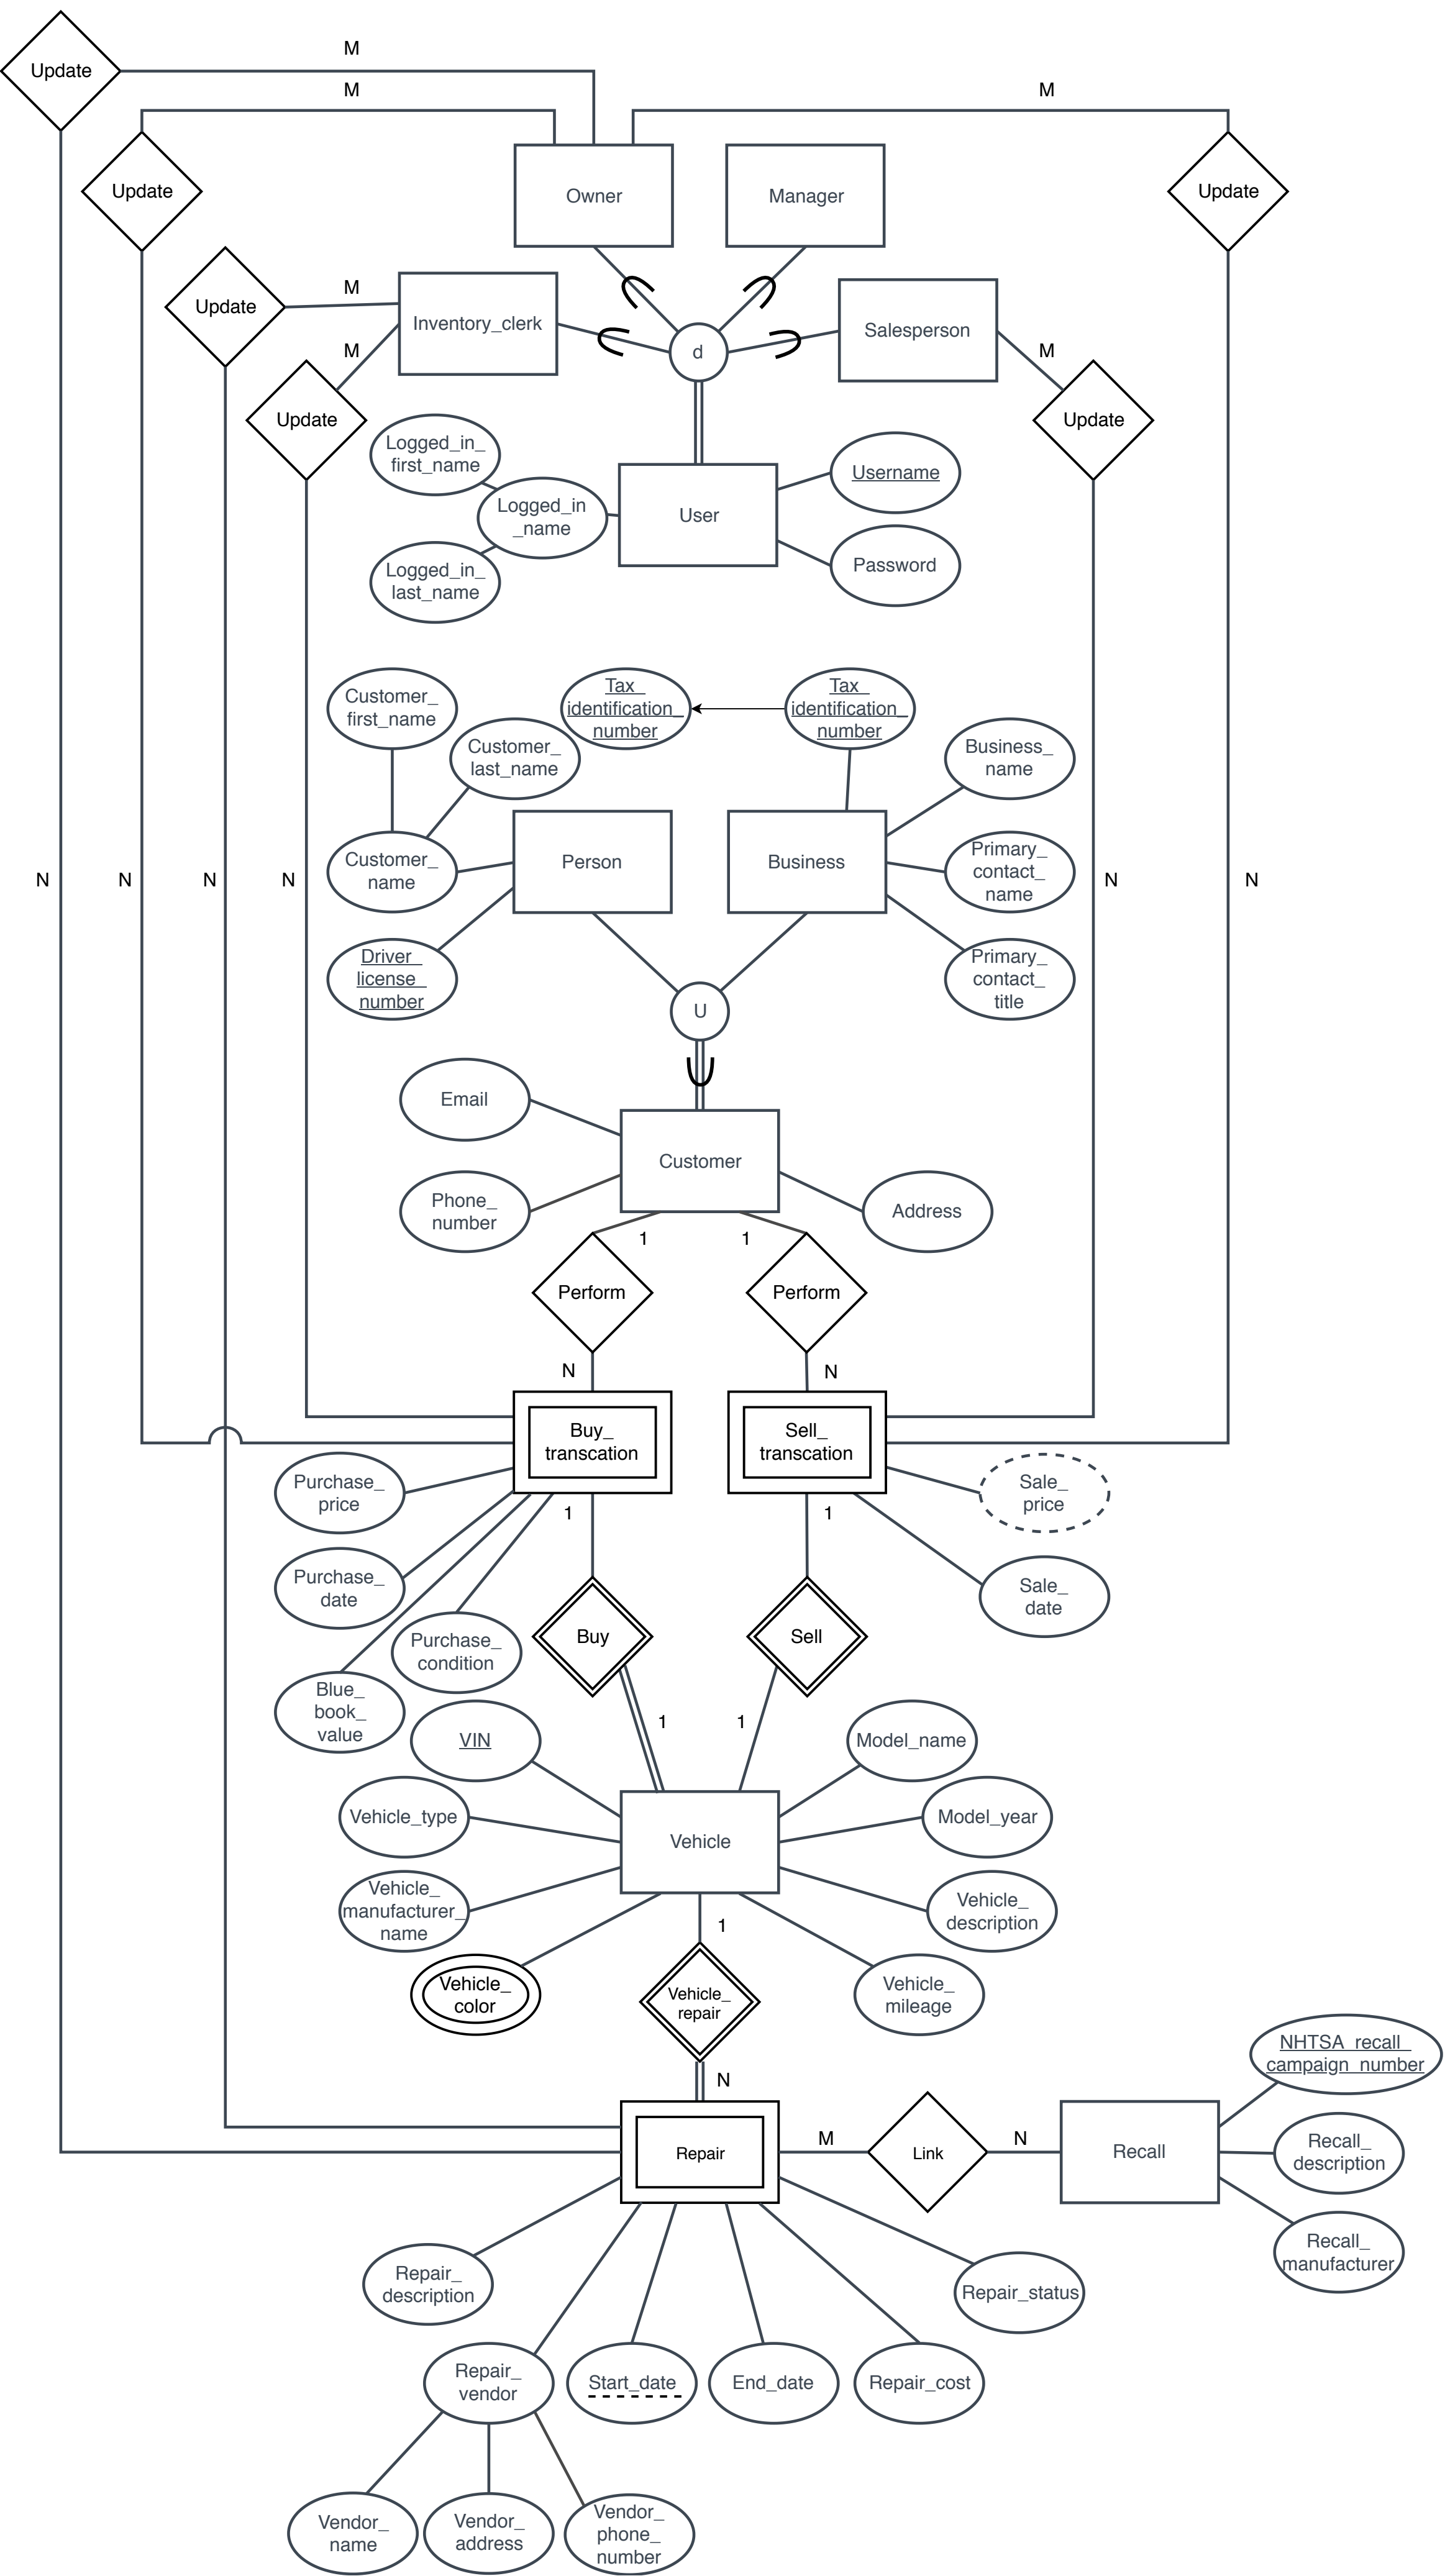 M
Update
M
M
Update
Owner
Manager
Update
M
Update
Inventory_clerk
Salesperson
M
M
d
Update
Update
Logged_in_
first_name
Username
Logged_in
_name
User
Password
Logged_in_
last_name
Customer_
first_name
Tax_
identification_
number
Tax_
identification_
number
Customer_
last_name
Business_
name
Customer_
name
Person
Business
Primary_
contact_
name
N
N
N
N
N
N
Driver_
license_
number
Primary_
contact_
title
U
Email
Customer
Phone_
number
Address
1
1
Perform
Perform
N
N
Buy_
transcation
Sell_
transcation
Purchase_
price
Sale_
price
1
1
Purchase_
date
Sale_
date
Purchase_
condition
Buy
Sell
Blue_
book_
value
1
1
VIN
Model_name
Vehicle_type
Model_year
Vehicle
Vehicle_
manufacturer_
name
Vehicle_
description
1
Vehicle_
color
Vehicle_
repair
Vehicle_
mileage
NHTSA_recall_
campaign_number
N
Repair
M
Link
N
Recall
Recall_
description
Recall_
manufacturer
Repair_
description
Repair_status
Repair_
vendor
Start_date
End_date
Repair_cost
Vendor_
name
Vendor_
address
Vendor_
phone_
number